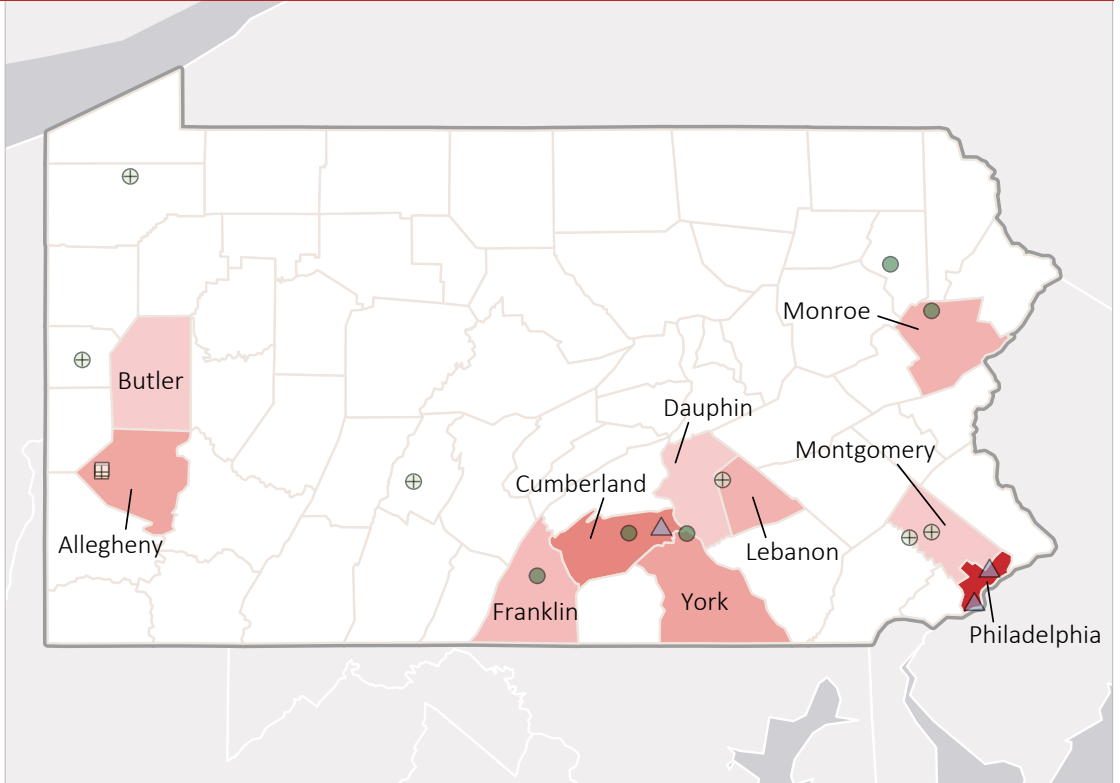 Monroe
Butler
Dauphin
Montgomery
Cumberland
Allegheny
Lebanon
Franklin
York
Philadelphia